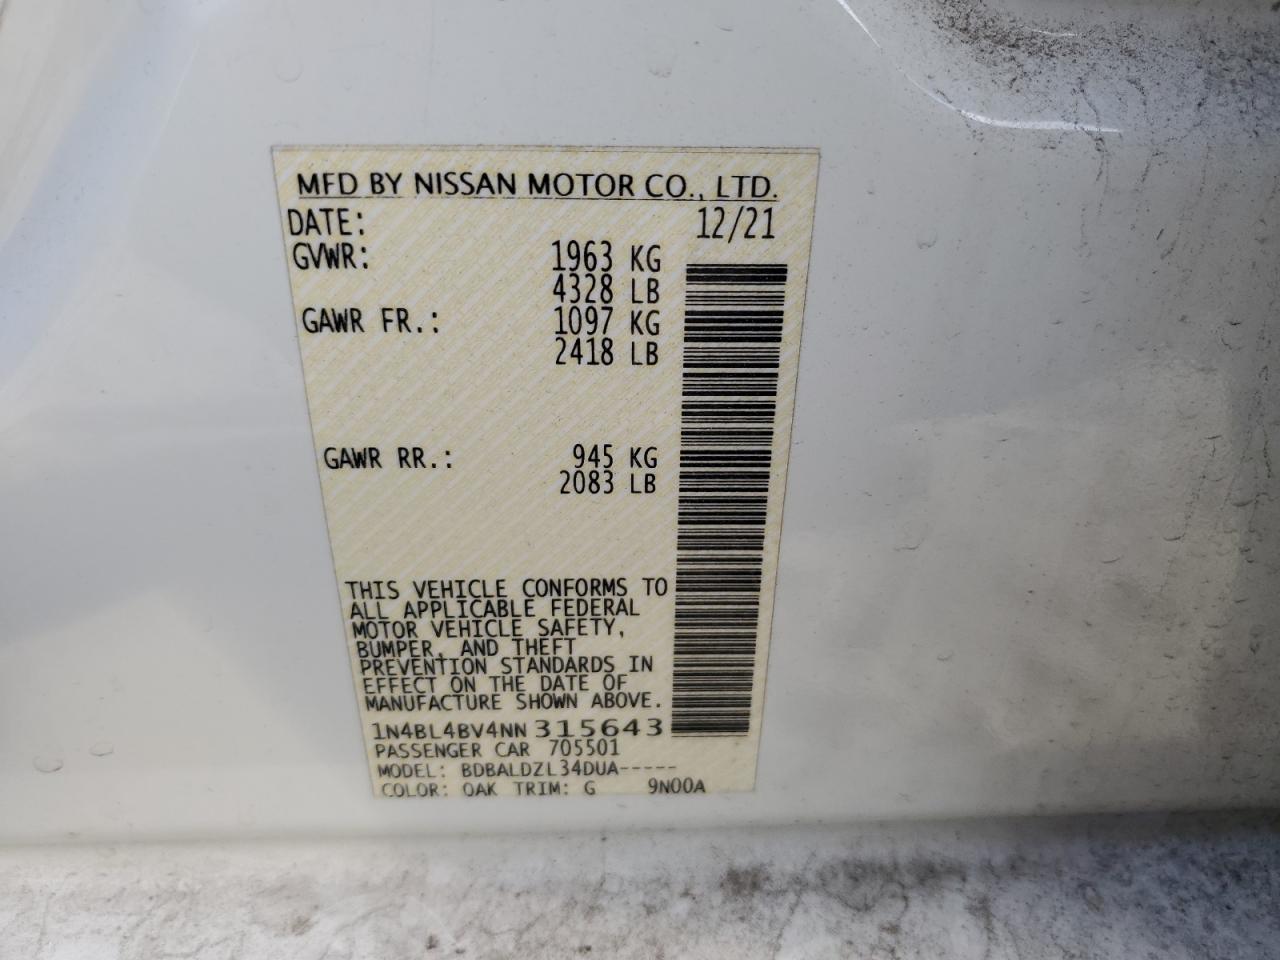 MFD BY NISSAN MOTOR CO., LTD.
DATE: 12/21
GVWR: 1963 KG
4328 LB
GAWR FR.: 1097 KG
2418 LB
GAWR RR.: 945 KG
2083 LB
THIS VEHICLE CONFORMS TO
ALL APPLICABLE FEDERAL
MOTOR VEHICLE SAFETY,
BUMPER, AND THEFT
PREVENTION STANDARDS IN
EFFECT ON THE DATE OF
MANUFACTURE SHOWN ABOVE.
1N4BL4BV4NN315643
PASSENGER CAR 705501
MODEL: BDBALDZL34DUA-----
COLOR: QAK TRIM: G 9N00A